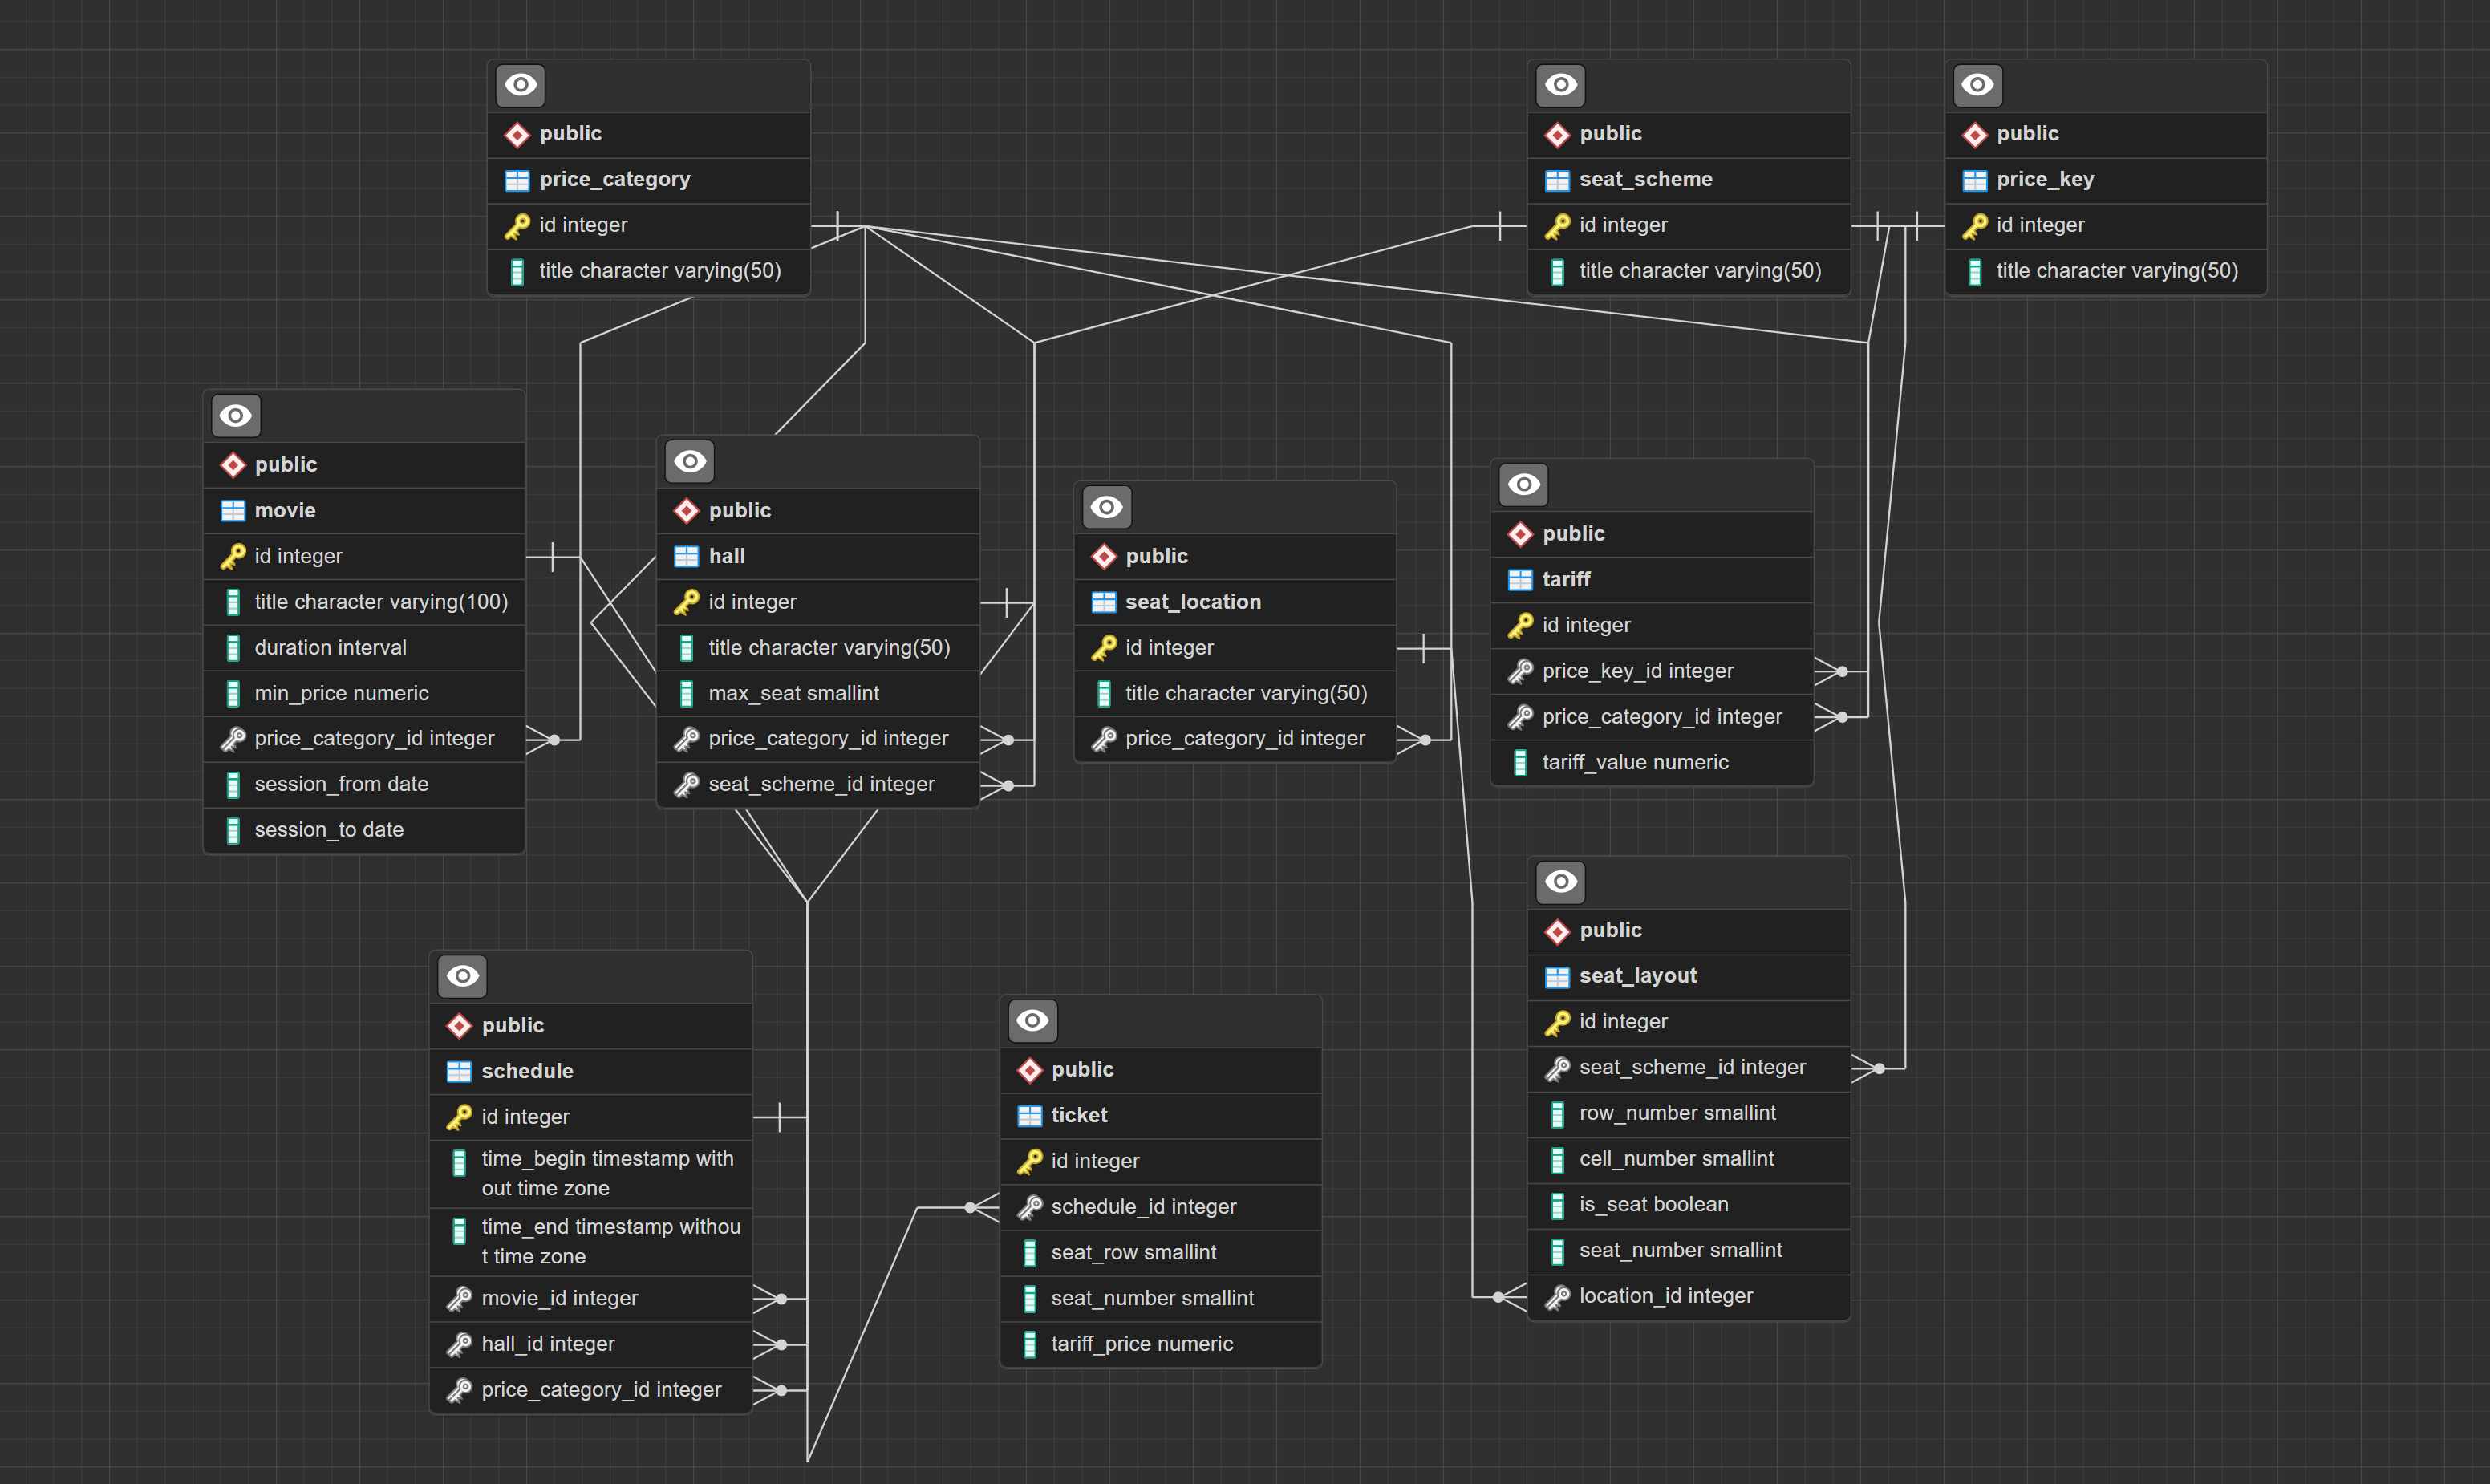 public
price_category
id integer
title character varying(50)
public
seat_scheme
id integer
title character varying(50)
public
price_key
id integer
title character varying(50)
public
movie
id integer
title character varying(100)
duration interval
min_price numeric
price_category_id integer
session_from date
session_to date
public
hall
id integer
title character varying(50)
max_seat smallint
price_category_id integer
seat_scheme_id integer
public
seat_location
id integer
title character varying(50)
price_category_id integer
public
tariff
id integer
price_key_id integer
price_category_id integer
tariff_value numeric
public
schedule
id integer
time_begin timestamp with
out time zone
time_end timestamp withou
t time zone
movie_id integer
hall_id integer
price_category_id integer
public
ticket
id integer
schedule_id integer
seat_row smallint
seat_number smallint
tariff_price numeric
public
seat_layout
id integer
seat_scheme_id integer
row_number smallint
cell_number smallint
is_seat boolean
seat_number smallint
location_id integer